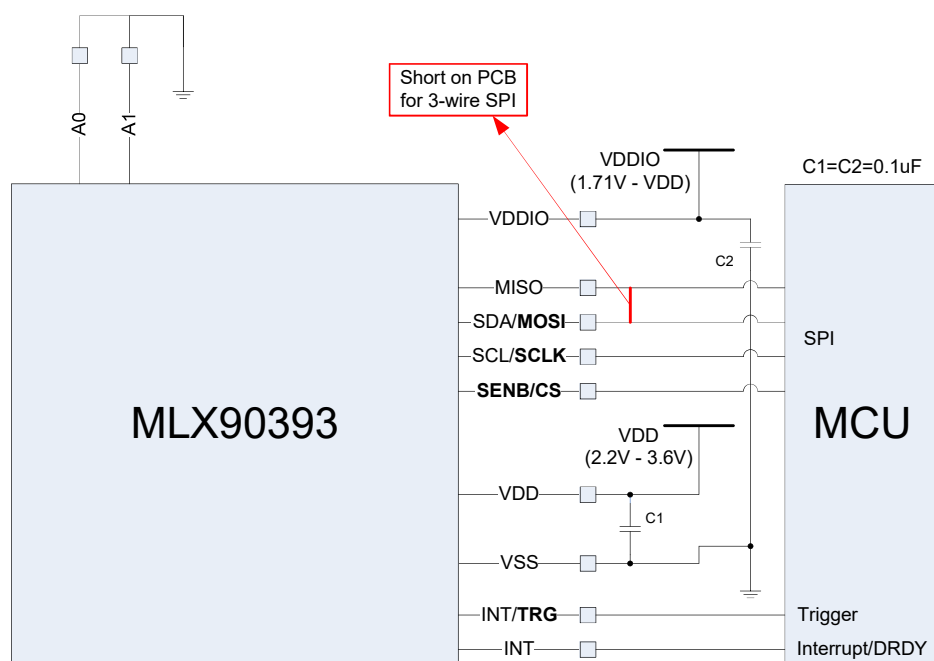 A0
A1
Short on PCB
for 3-wire SPI
VDDIO
(1.71V - VDD)
C1=C2=0.1uF
VDDIO
C2
MISO
SDA/MOSI
SPI
SCL/SCLK
SENB/CS
MLX90393
MCU
VDD
(2.2V - 3.6V)
VDD
C1
VSS
INT/TRG
Trigger
INT
Interrupt/DRDY